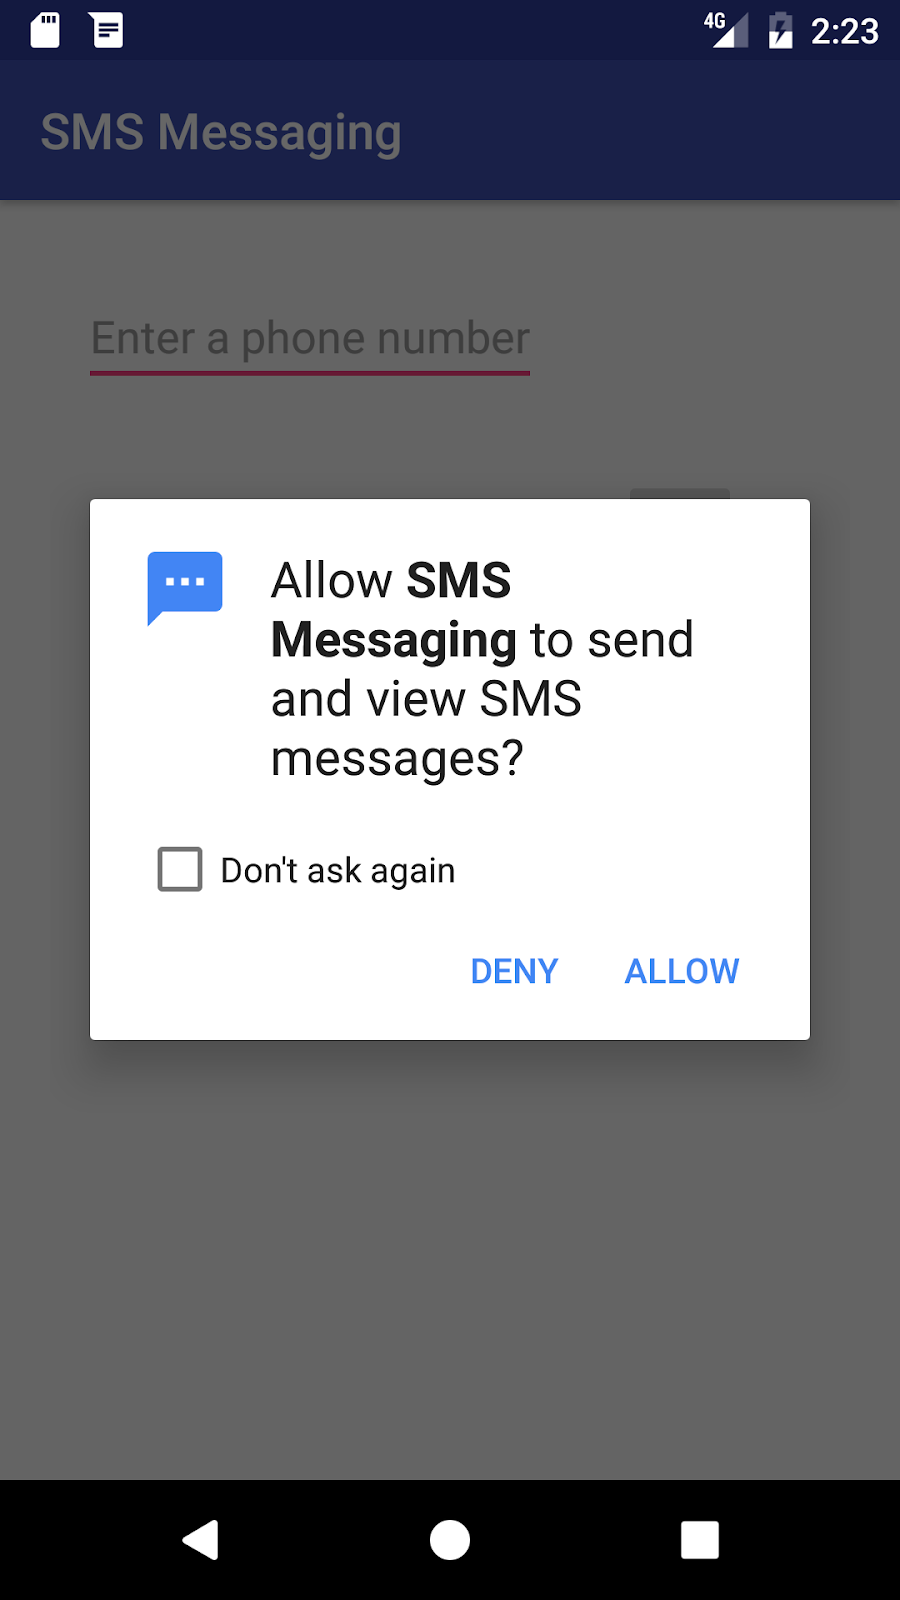 4G 2:23
SMS Messaging
Enter a phone number
Allow SMS
Messaging to send
and view SMS
messages?
Don't ask again
DENY ALLOW